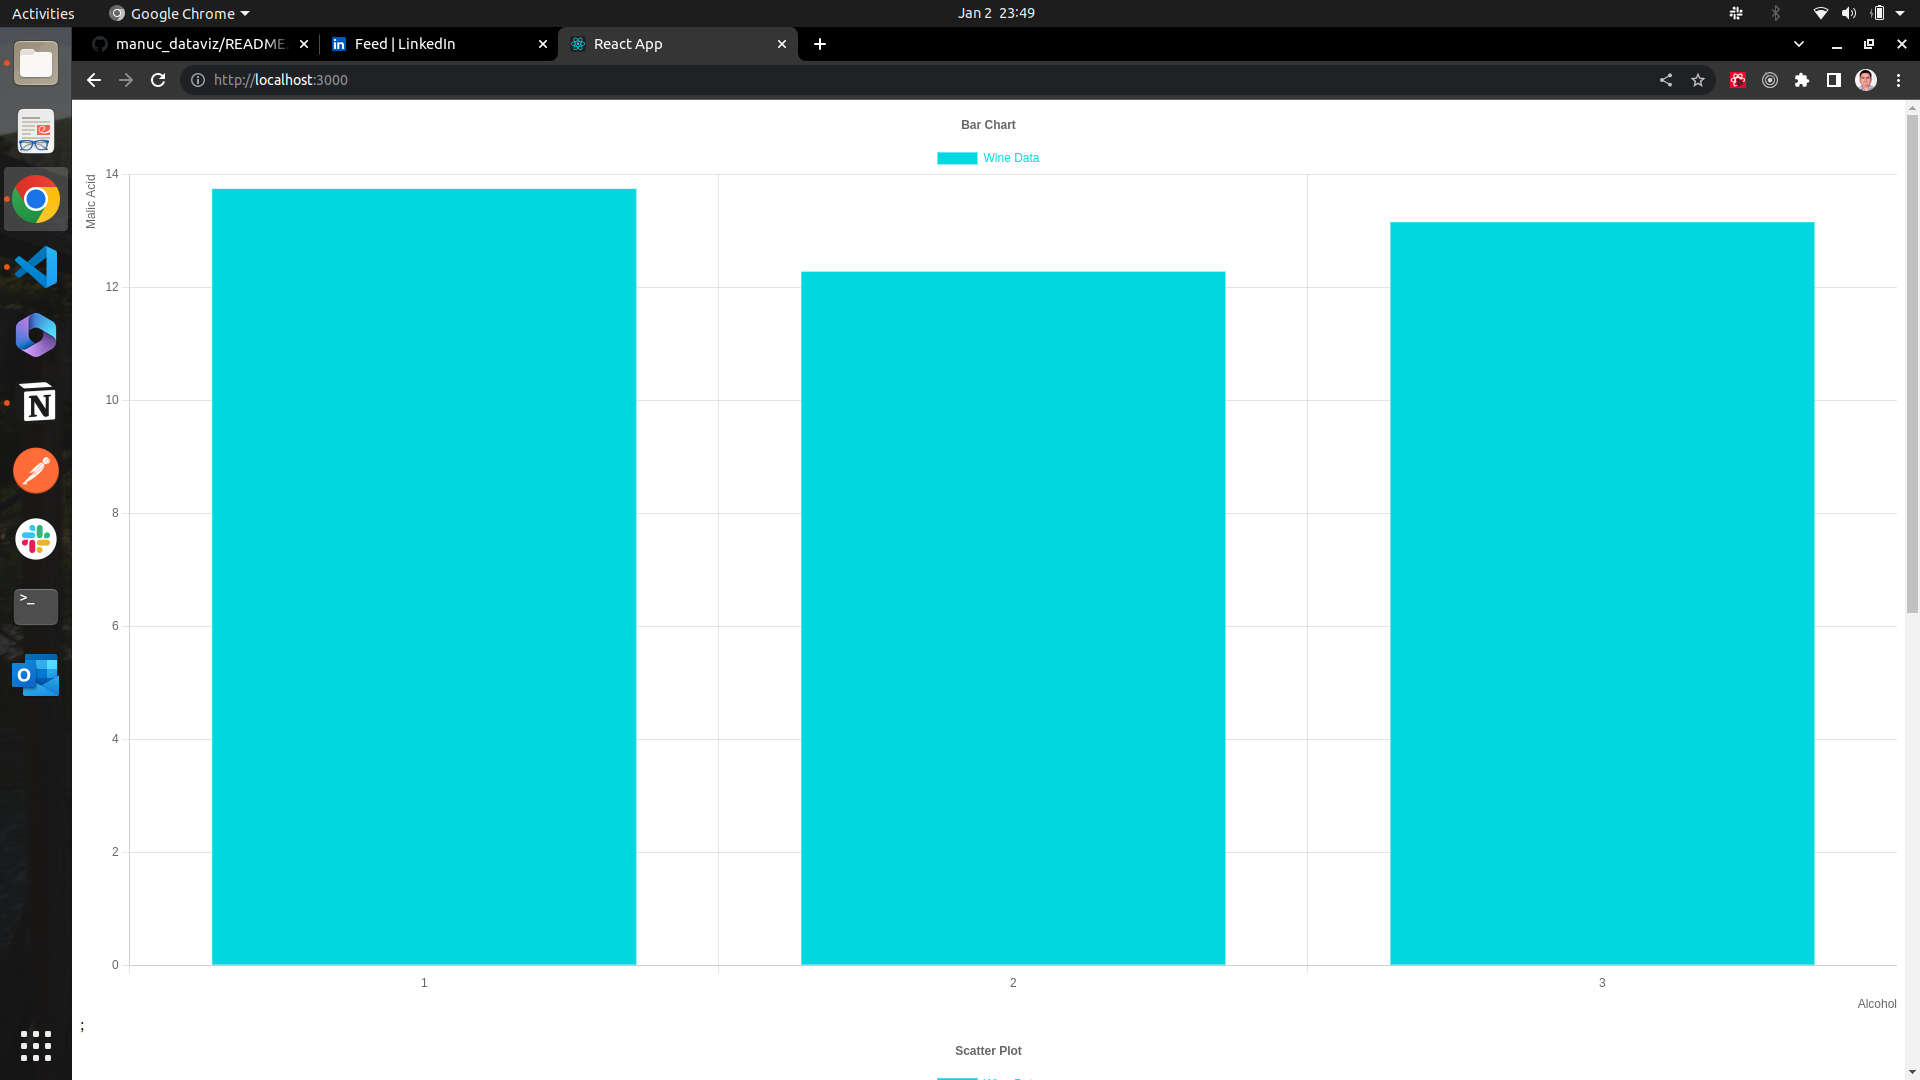 Activities
Google Chrome
Jan 2 23:49
manuc_dataviz/README.
Feed | LinkedIn
React App
http://localhost:3000
Bar Chart
Wine Data
Malic Acid
14
12
10
8
6
4
2
0
1
2
3
Alcohol
;
Scatter Plot
N
>_
O